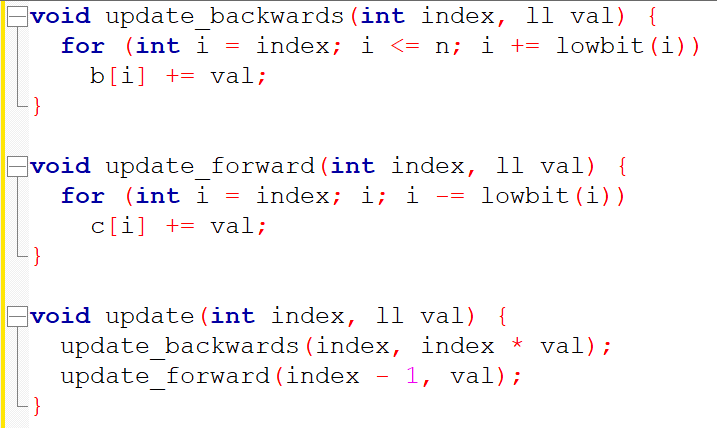 void update_backwards(int index, ll val) {
  for (int i = index; i <= n; i += lowbit(i))
    b[i] += val;
}

void update_forward(int index, ll val) {
  for (int i = index; i; i -= lowbit(i))
    c[i] += val;
}

void update(int index, ll val) {
  update_backwards(index, index * val);
  update_forward(index - 1, val);
}